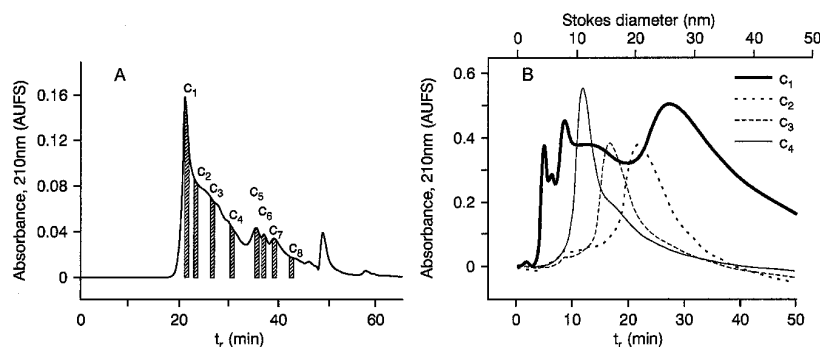 A
Absorbance, 210nm (AUFS)
0.16
0.12
0.08
0.04
0
C1
C2
C3
C4
C5
C6
C7
C8
0 20 40 60
tr (min)
Stokes diameter (nm)
0 10 20 30 40 50
B
Absorbance, 210nm (AUFS)
0.6
0.4
0.2
0
C1
C2
C3
C4
0 10 20 30 40 50
tr (min)